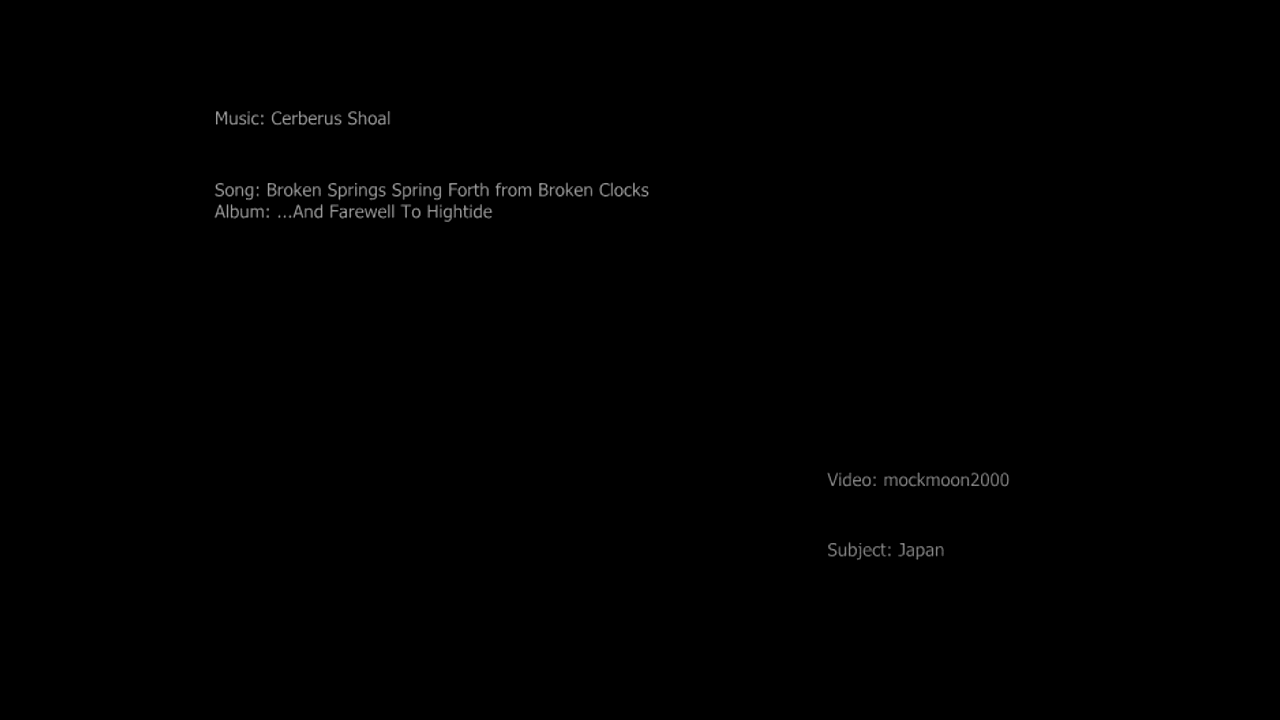 Music: Cerberus Shoal
Song: Broken Springs Spring Forth from Broken Clocks
Album: ...And Farewell To Hightide
Video: mockmoon2000
Subject: Japan